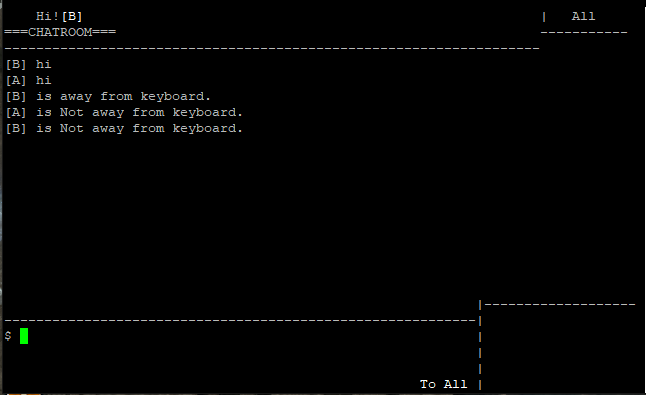 Hi![B] | All
===CHATROOM=== -----------
-------------------------------------------------------------------
[B] hi
[A] hi
[B] is away from keyboard.
[A] is Not away from keyboard.
[B] is Not away from keyboard.
|-------------------
-----------------------------------------------------------|
$ |
|
|
To All |